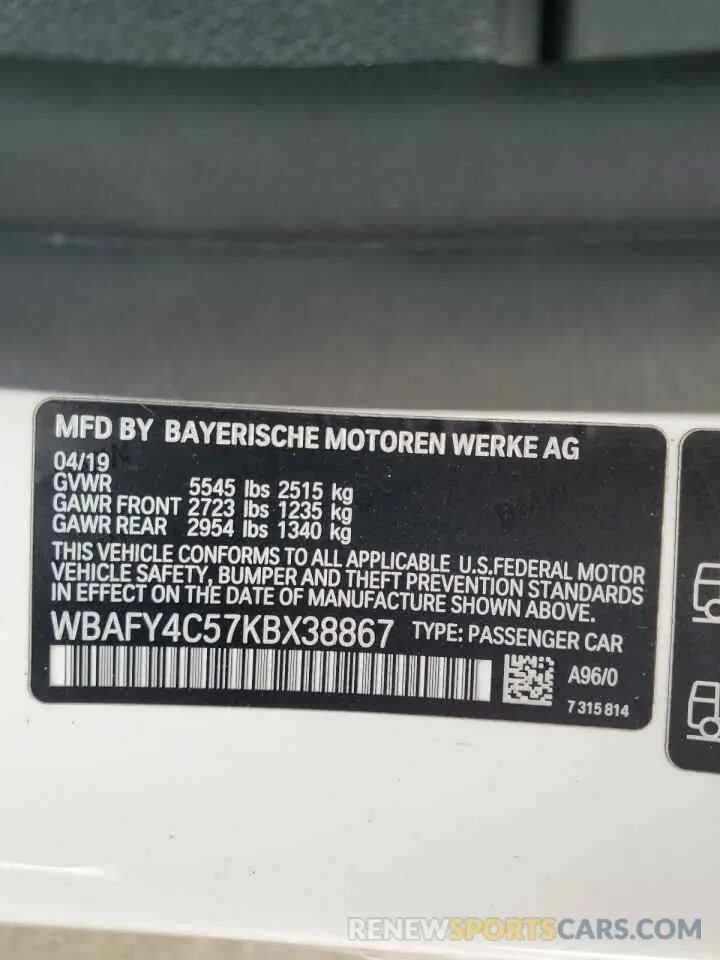 MFD BY BAYERISCHE MOTOREN WERKE AG
04/19
GVWR 5545 lbs 2515 kg
GAWR FRONT 2723 lbs 1235 kg
GAWR REAR 2954 lbs 1340 kg
THIS VEHICLE CONFORMS TO ALL APPLICABLE U.S.FEDERAL MOTOR
VEHICLE SAFETY, BUMPER AND THEFT PREVENTION STANDARDS
IN EFFECT ON THE DATE OF MANUFACTURE SHOWN ABOVE.
WBAFY4C57KBX38867 TYPE: PASSENGER CAR
A96/0
7 315 814
RENEWSPORTSCARS.COM